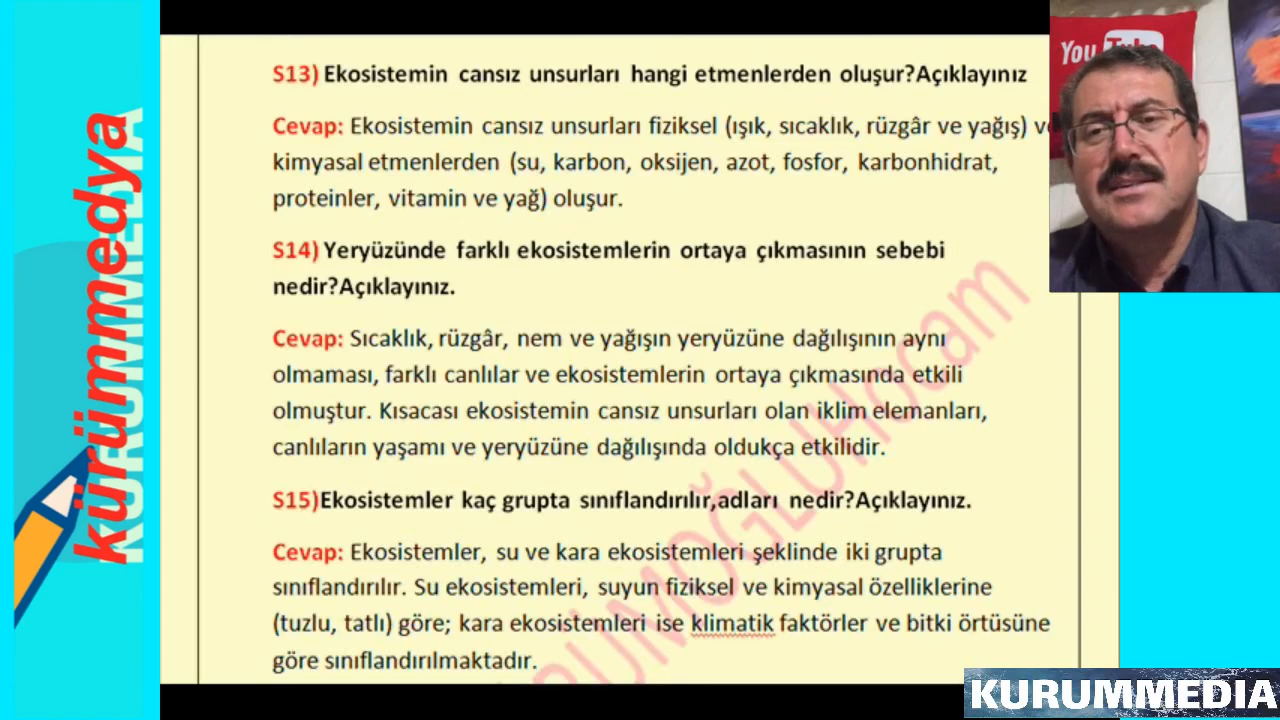 S13) Ekosistemin cansız unsurları hangi etmenlerden oluşur?Açıklayınız
Cevap: Ekosistemin cansız unsurları fiziksel (ışık, sıcaklık, rüzgâr ve yağış)
kimyasal etmenlerden (su, karbon, oksijen, azot, fosfor, karbonhidrat,
proteinler, vitamin ve yağ) oluşur.
S14) Yeryüzünde farklı ekosistemlerin ortaya çıkmasının sebebi
nedir?Açıklayınız.
Cevap: Sıcaklık, rüzgâr, nem ve yağışın yeryüzüne dağılışının aynı
olmaması, farklı canlılar ve ekosistemlerin ortaya çıkmasında etkili
olmuştur. Kısacası ekosistemin cansız unsurları olan iklim elemanları,
canlıların yaşamı ve yeryüzüne dağılışında oldukça etkilidir.
S15)Ekosistemler kaç grupta sınıflandırılır,adları nedir?Açıklayınız.
Cevap: Ekosistemler, su ve kara ekosistemleri şeklinde iki grupta
sınıflandırılır. Su ekosistemleri, suyun fiziksel ve kimyasal özelliklerine
(tuzlu, tatlı) göre; kara ekosistemleri ise klimatik faktörler ve bitki örtüsüne
göre sınıflandırılmaktadır.
kürümmedya
KURUMMEDIA
You Tube
KURUMMEDIA